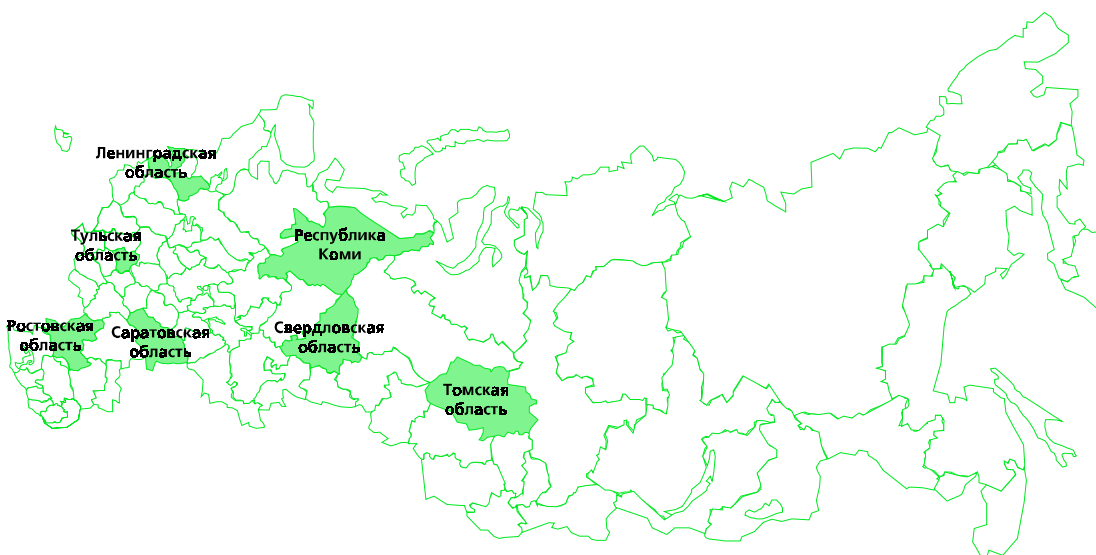 Ленинградская
область
Тульская
область
Республика
Коми
Ростовская
область
Саратовская
область
Свердловская
область
Томская
область